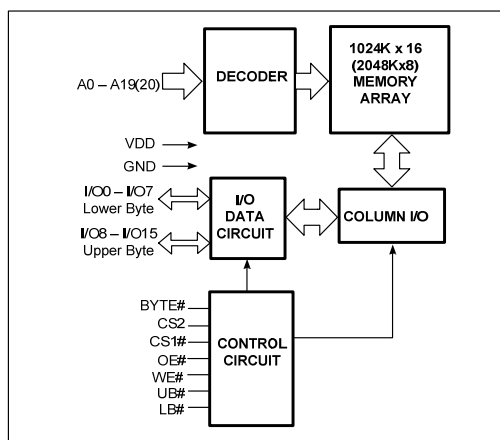 A0 – A19(20)
DECODER
1024K x 16
(2048Kx8)
MEMORY
ARRAY
VDD
GND
I/O0 – I/O7
Lower Byte
I/O8 – I/O15
Upper Byte
I/O
DATA
CIRCUIT
COLUMN I/O
BYTE#
CS2
CS1#
OE#
WE#
UB#
LB#
CONTROL
CIRCUIT